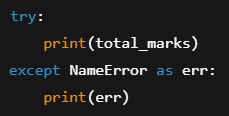 try:
    print(total_marks)
except NameError as err:
    print(err)